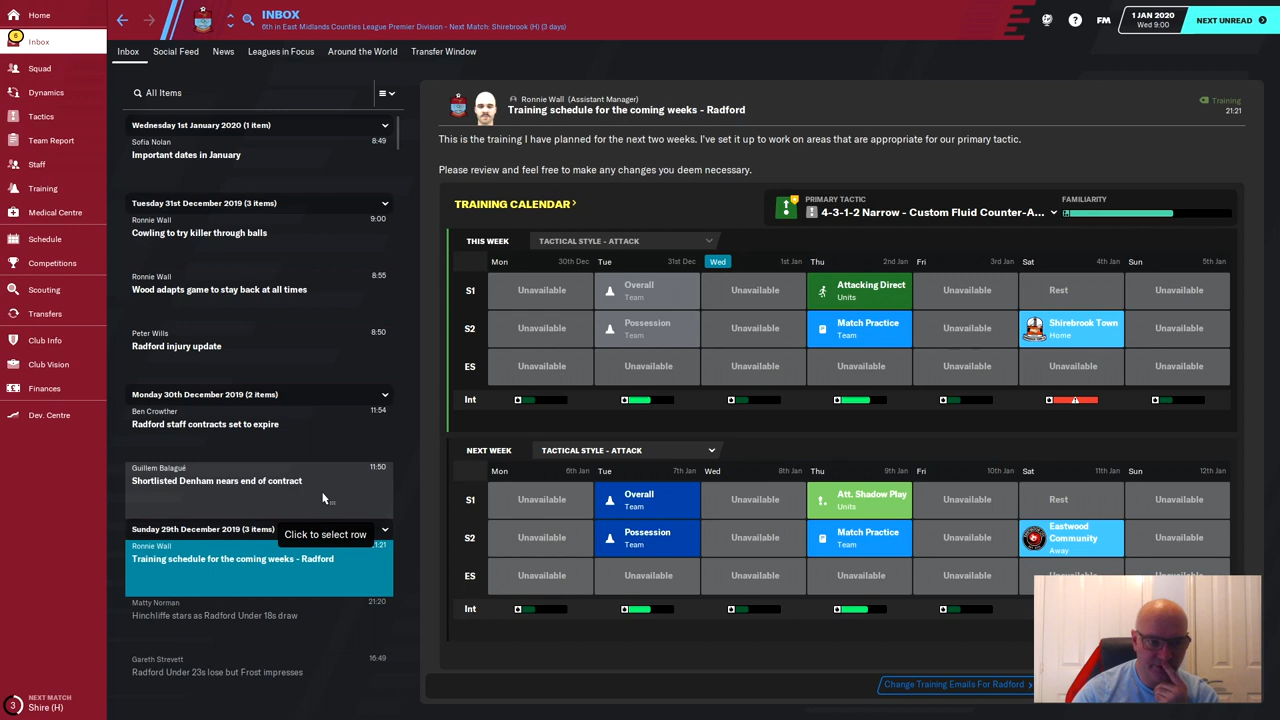 Home
Inbox
Squad
Dynamics
Tactics
Team Report
Staff
Training
Medical Centre
Schedule
Competitions
Scouting
Transfers
Club Info
Club Vision
Finances
Dev. Centre
3
NEXT MATCH
Shire (H)
INBOX
6th in East Midlands Counties League Premier Division - Next Match: Shirebrook (H) (3 days)
FM
1 JAN 2020
Wed 9:00
NEXT UNREAD
Inbox
Social Feed
News
Leagues in Focus
Around the World
Transfer Window
All Items
Wednesday 1st January 2020 (1 item)
Sofia Nolan 8:49
Important dates in January
Tuesday 31st December 2019 (3 items)
Ronnie Wall 9:00
Cowling to try killer through balls
Ronnie Wall 8:55
Wood adapts game to stay back at all times
Peter Wills 8:50
Radford injury update
Monday 30th December 2019 (2 items)
Ben Crowther 11:54
Radford staff contracts set to expire
Guillem Balagué 11:50
Shortlisted Denham nears end of contract
Sunday 29th December 2019 (3 items)
Click to select row
Ronnie Wall
Training schedule for the coming weeks - Radford
Matty Norman 21:20
Hinchliffe stars as Radford Under 18s draw
Gareth Strevett 16:49
Radford Under 23s lose but Frost impresses
Ronnie Wall (Assistant Manager)
Training schedule for the coming weeks - Radford
Training
21:21
This is the training I have planned for the next two weeks. I've set it up to work on areas that are appropriate for our primary tactic.
Please review and feel free to make any changes you deem necessary.
TRAINING CALENDAR
PRIMARY TACTIC
4-3-1-2 Narrow - Custom Fluid Counter-A...
FAMILIARITY
THIS WEEK
TACTICAL STYLE - ATTACK
Mon 30th Dec Tue 31st Dec Wed 1st Jan Thu 2nd Jan Fri 3rd Jan Sat 4th Jan Sun 5th Jan
S1 Unavailable Overall Team Unavailable Attacking Direct Units Unavailable Rest Unavailable
S2 Unavailable Possession Team Unavailable Match Practice Team Unavailable Shirebrook Town Home Unavailable
ES Unavailable Unavailable Unavailable Unavailable Unavailable Unavailable Unavailable
Int
NEXT WEEK
TACTICAL STYLE - ATTACK
Mon 6th Jan Tue 7th Jan Wed 8th Jan Thu 9th Jan Fri 10th Jan Sat 11th Jan Sun 12th Jan
S1 Unavailable Overall Team Unavailable Att. Shadow Play Units Unavailable Rest Unavailable
S2 Unavailable Possession Team Unavailable Match Practice Team Unavailable Eastwood Community Away Unavailable
ES Unavailable Unavailable Unavailable Unavailable Unavailable
Int
Change Training Emails For Radford